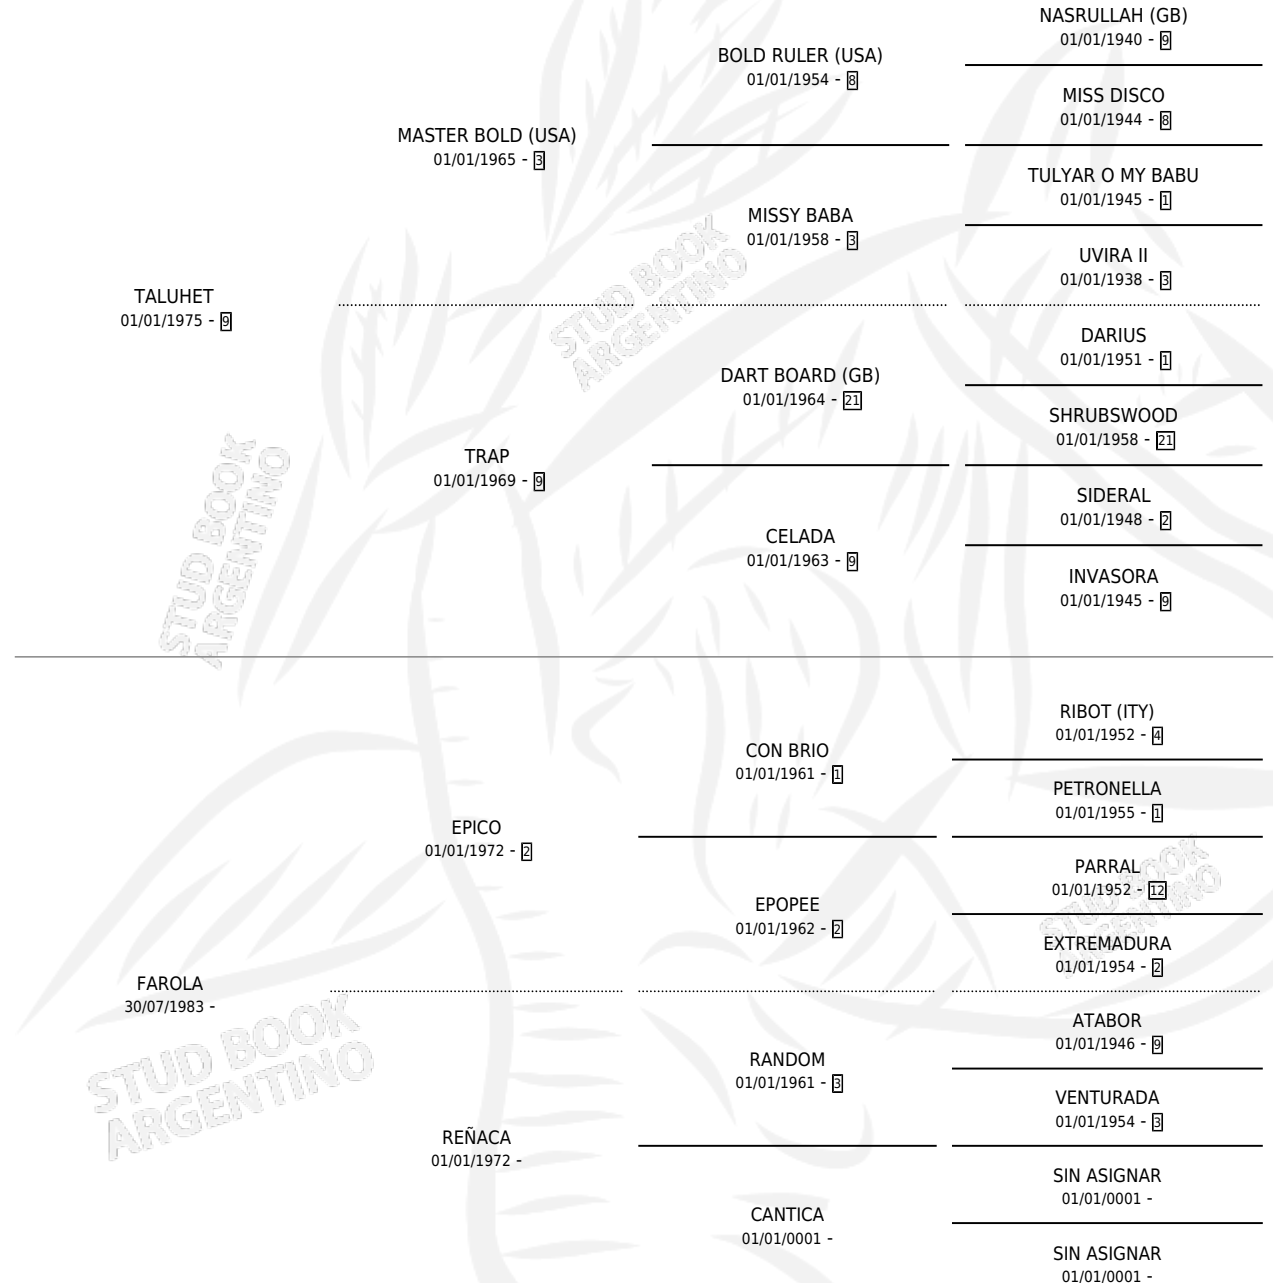 NASRULLAH (GB)
01/01/1940 - 9
BOLD RULER (USA)
01/01/1954 - 8
MISS DISCO
01/01/1944 - 8
MASTER BOLD (USA)
01/01/1965 - 3
TULYAR O MY BABU
01/01/1945 - 1
MISSY BABA
01/01/1958 - 3
UVIRA II
01/01/1938 - 3
TALUHET
01/01/1975 - 9
DARIUS
01/01/1951 - 1
DART BOARD (GB)
01/01/1964 - 21
SHRUBSWOOD
01/01/1958 - 21
TRAP
01/01/1969 - 9
SIDERAL
01/01/1948 - 2
CELADA
01/01/1963 - 9
INVASORA
01/01/1945 - 9
RIBOT (ITY)
01/01/1952 - 4
CON BRIO
01/01/1961 - 1
PETRONELLA
01/01/1955 - 1
EPICO
01/01/1972 - 2
PARRAL
01/01/1952 - 12
EPOPEE
01/01/1962 - 2
EXTREMADURA
01/01/1954 - 2
FAROLA
30/07/1983 -
ATABOR
01/01/1946 - 9
RANDOM
01/01/1961 - 3
VENTURADA
01/01/1954 - 3
REÑACA
01/01/1972 -
SIN ASIGNAR
01/01/0001 -
CANTICA
01/01/0001 -
SIN ASIGNAR
01/01/0001 -
STUD BOOK
ARGENTINO
STUD BOOK
ARGENTINO
STUD BOOK
ARGENTINO
STUD BOOK
ARGENTINO